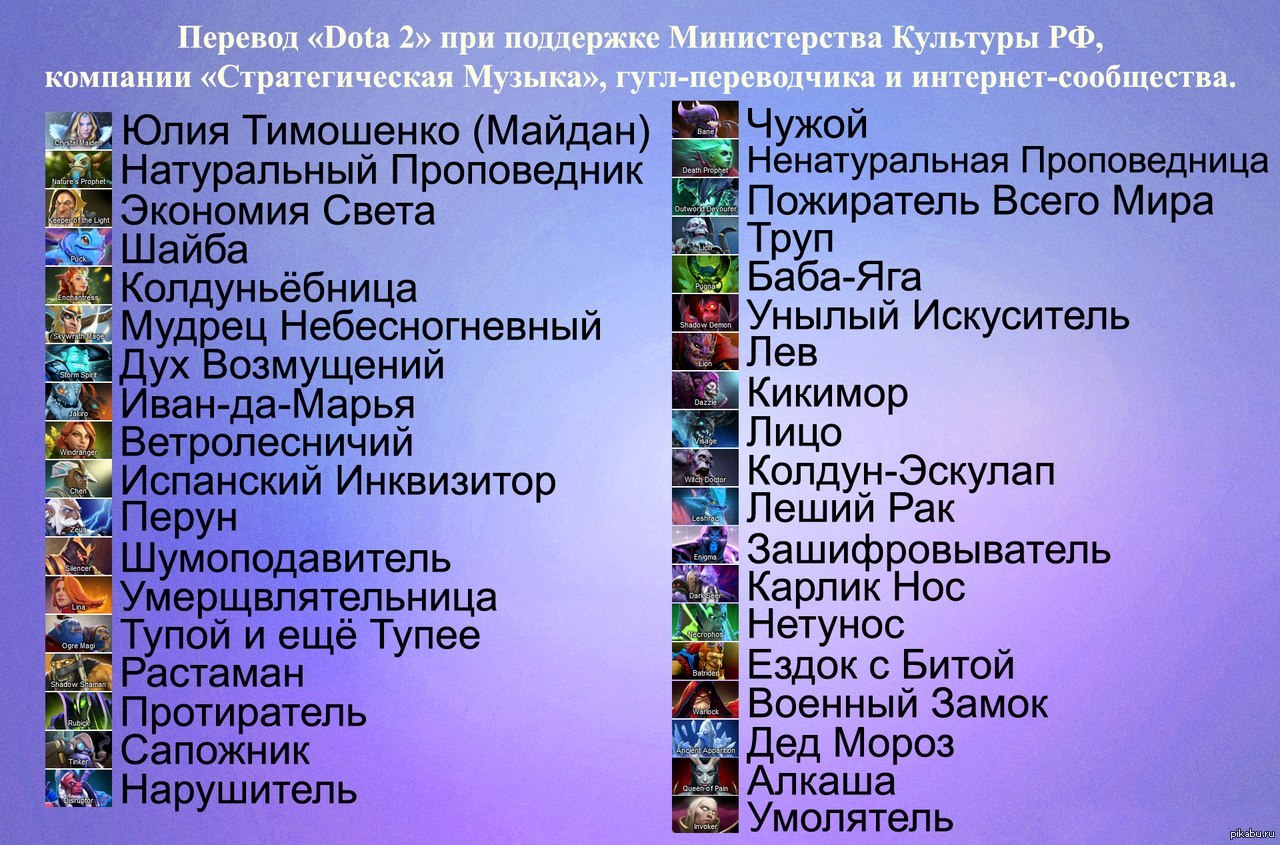 Перевод «Dota 2» при поддержке Министерства Культуры РФ,
компании «Стратегическая Музыка», гугл-переводчика и интернет-сообщества.
Crystal Maiden Юлия Тимошенко (Майдан)
Nature's Prophet Натуральный Проповедник
Keeper of the Light Экономия Света
Puck Шайба
Enchantress Колдуньёбница
Skywrath Mage Мудрец Небесногневный
Storm Spirit Дух Возмущений
Jakiro Иван-да-Марья
Windranger Ветролесничий
Chen Испанский Инквизитор
Zeus Перун
Silencer Шумоподавитель
Lina Умерщвлятельница
Ogre Magi Тупой и ещё Тупее
Shadow Shaman Растаман
Rubick Протиратель
Tinker Сапожник
Disruptor Нарушитель
Bane Чужой
Death Prophet Ненатуральная Проповедница
Outworld Devourer Пожиратель Всего Мира
Lich Труп
Pugna Баба-Яга
Shadow Demon Унылый Искуситель
Lion Лев
Dazzle Кикимор
Visage Лицо
Witch Doctor Колдун-Эскулап
Leshrac Леший Рак
Enigma Зашифровыватель
Dark Seer Карлик Нос
Necrophos Нетунос
Batrider Ездок с Битой
Warlock Военный Замок
Ancient Apparition Дед Мороз
Queen of Pain Алкаша
Invoker Умолятель
pikabu.ru